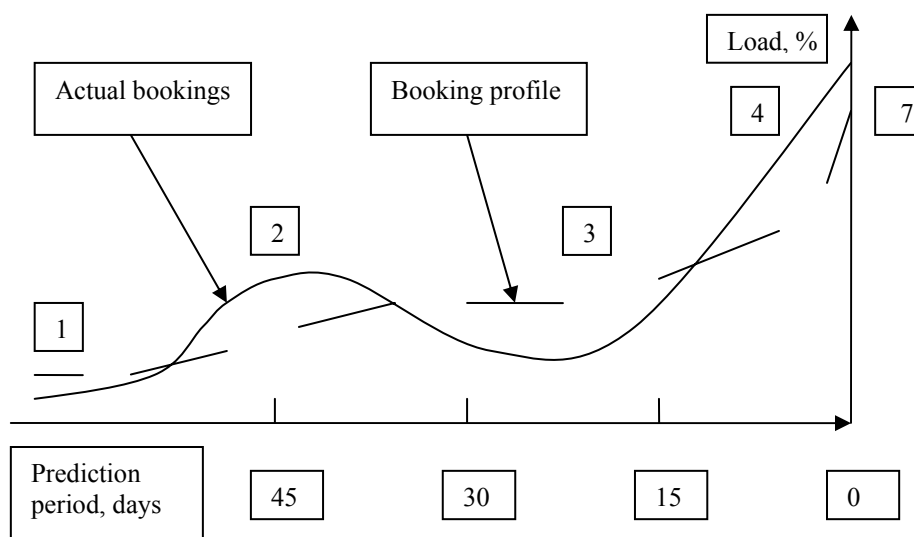 Load, %
Actual bookings
Booking profile
4
7
2
3
1
Prediction
period, days
45
30
15
0